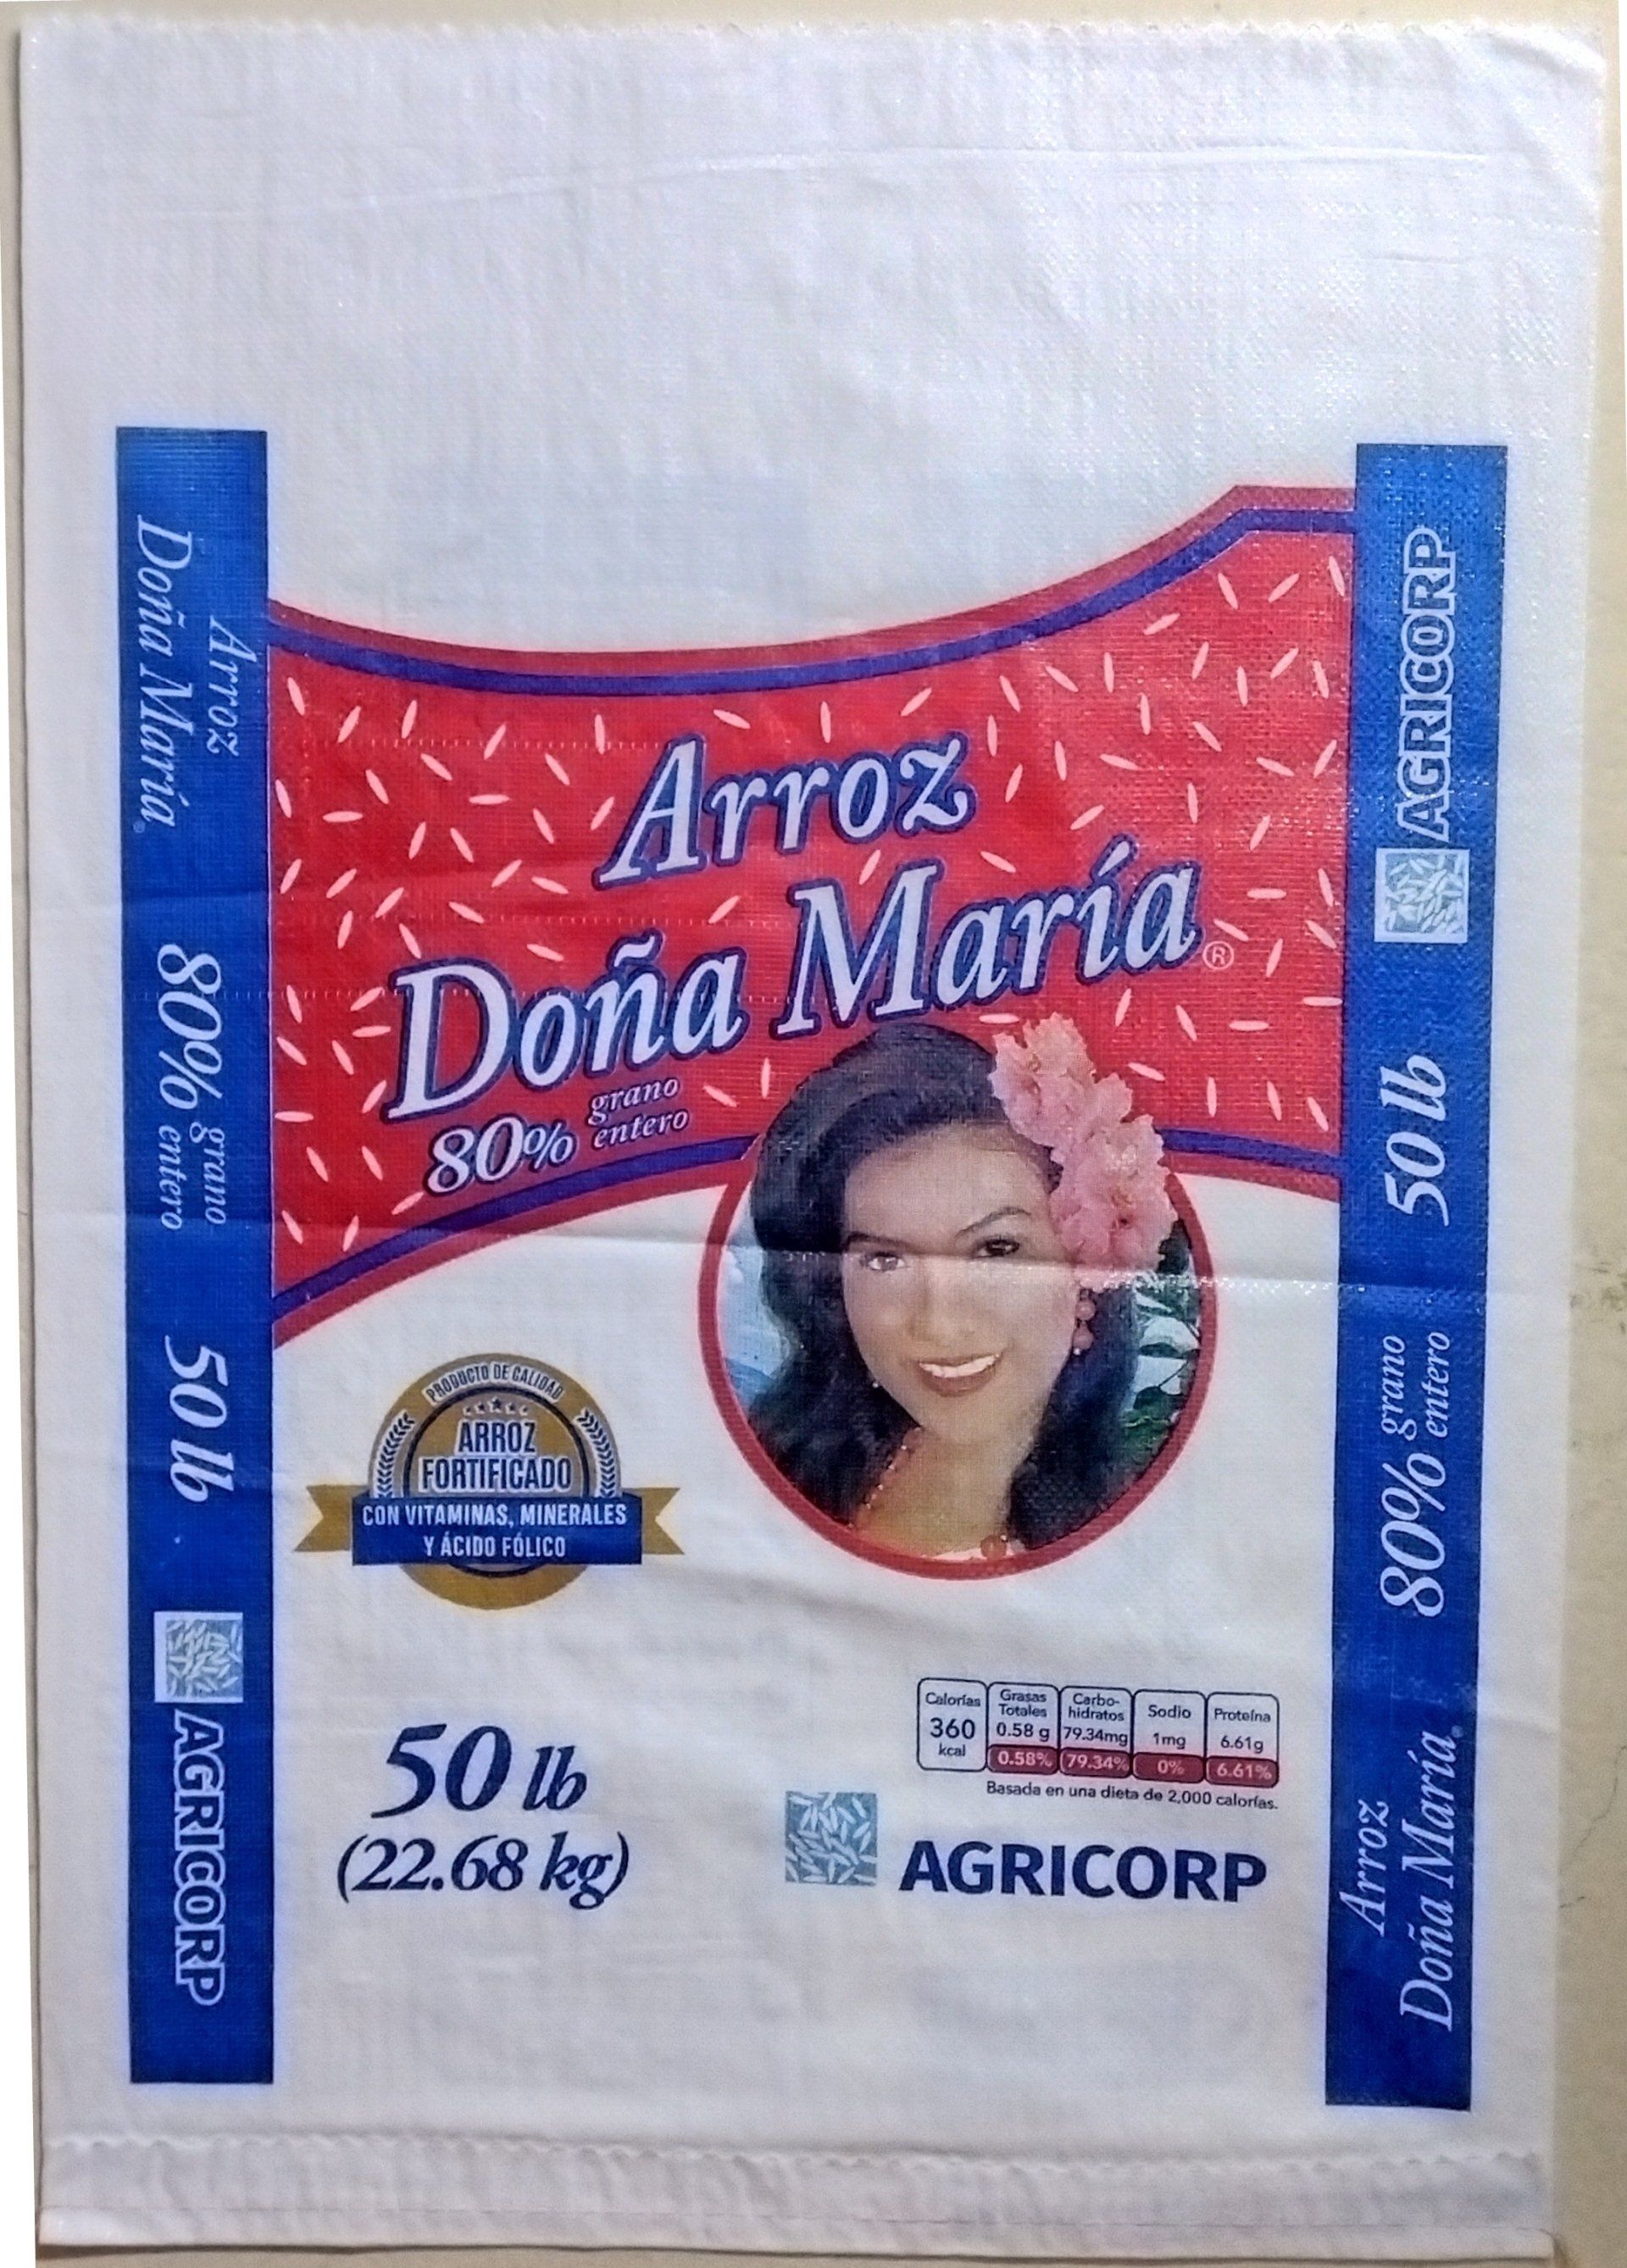 Arroz
Doña María®
80% grano entero
PRODUCTO DE CALIDAD
ARROZ
FORTIFICADO
CON VITAMINAS, MINERALES
Y ÁCIDO FÓLICO
50 lb
(22.68 kg)
Calorías 360 kcal
Grasas Totales 0.58 g 0.58%
Carbo-hidratos 79.34mg 79.34%
Sodio 1mg 0%
Proteína 6.61g 6.61%
Basada en una dieta de 2,000 calorías.
AGRICORP
Arroz
Doña María®
80% grano entero
50 lb
AGRICORP
Arroz
Doña María®
80% grano entero
50 lb
AGRICORP